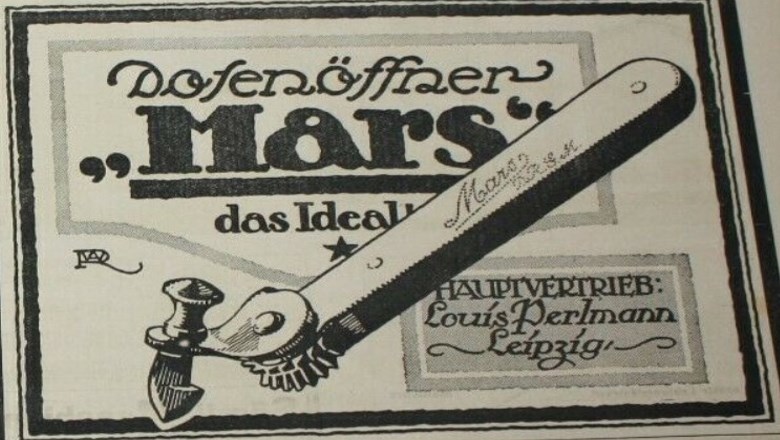 Dosenöffner
„Mars“
das Ideal!
Mars
D.R.G.M.
HAUPTVERTRIEB:
Louis Perlmann
Leipzig